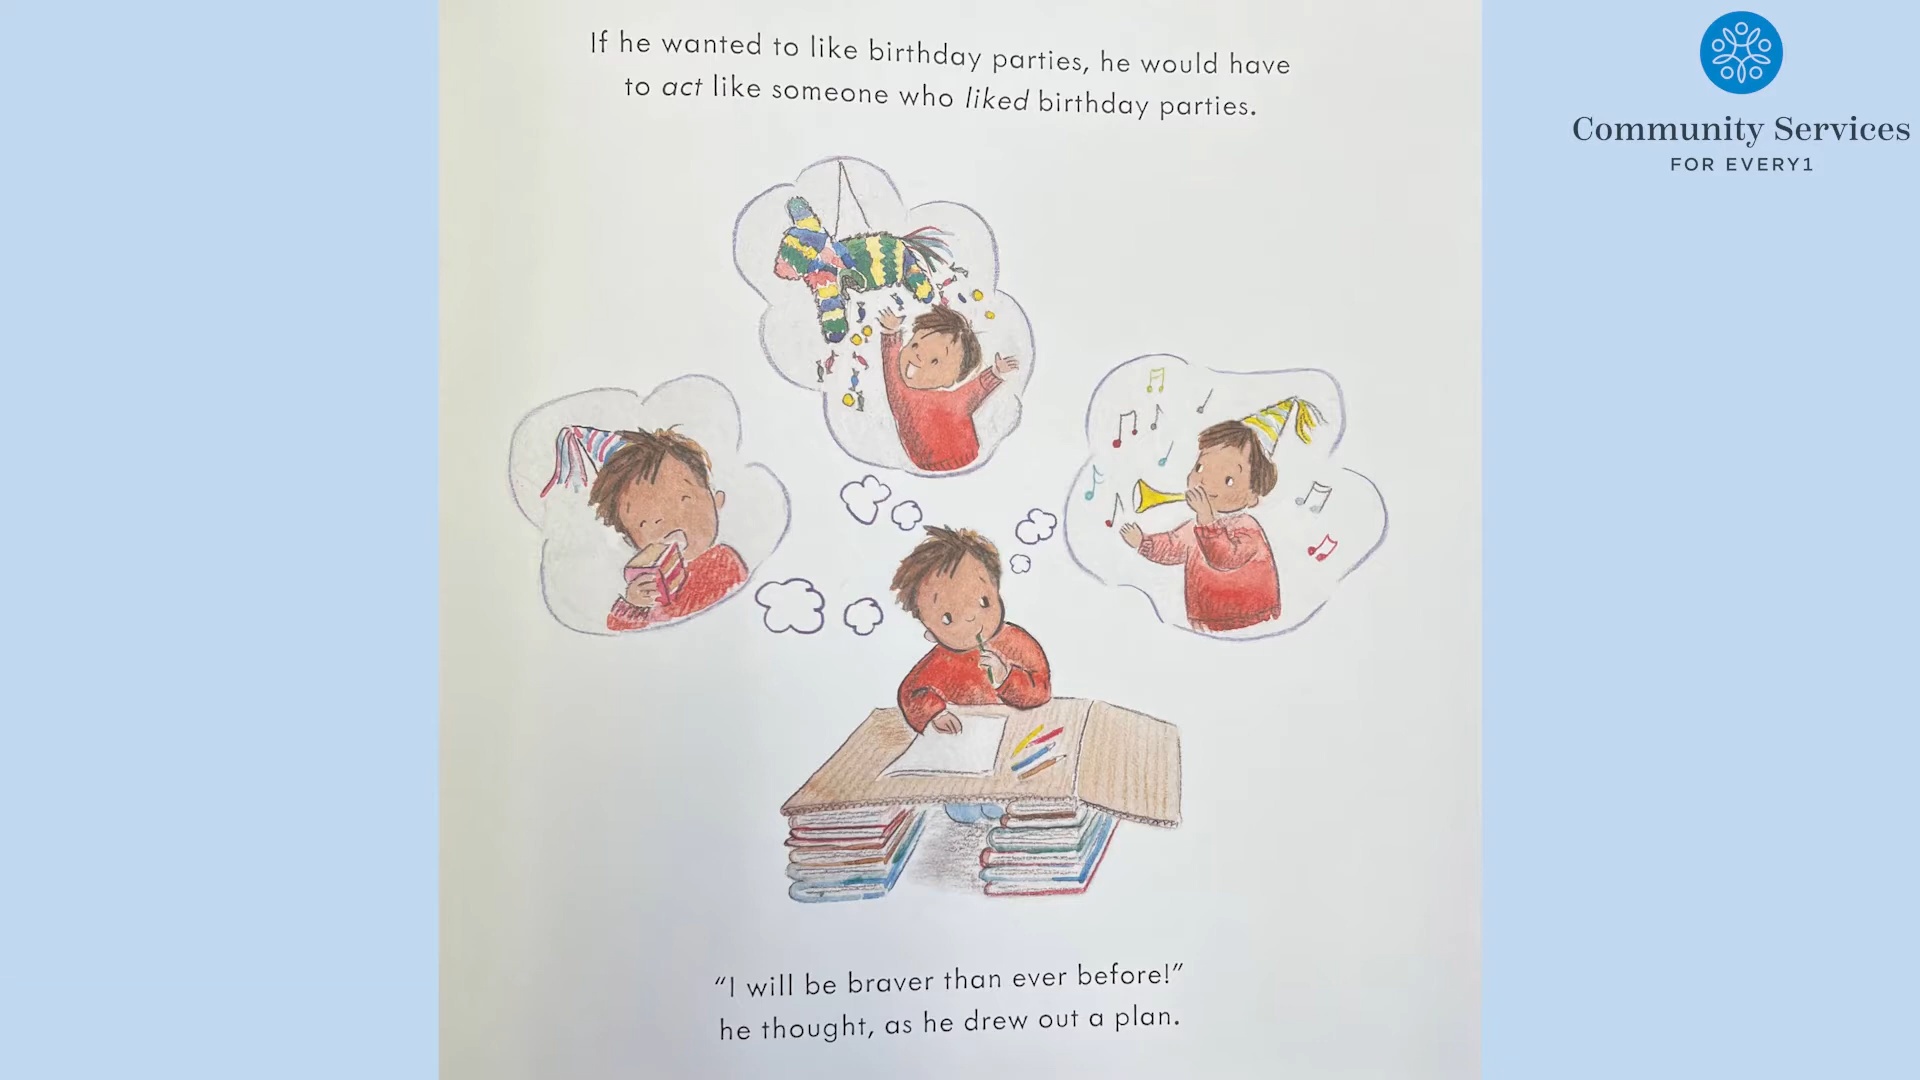 If he wanted to like birthday parties, he would have
to act like someone who liked birthday parties.
Community Services
FOR EVERY1
"I will be braver than ever before!"
he thought, as he drew out a plan.